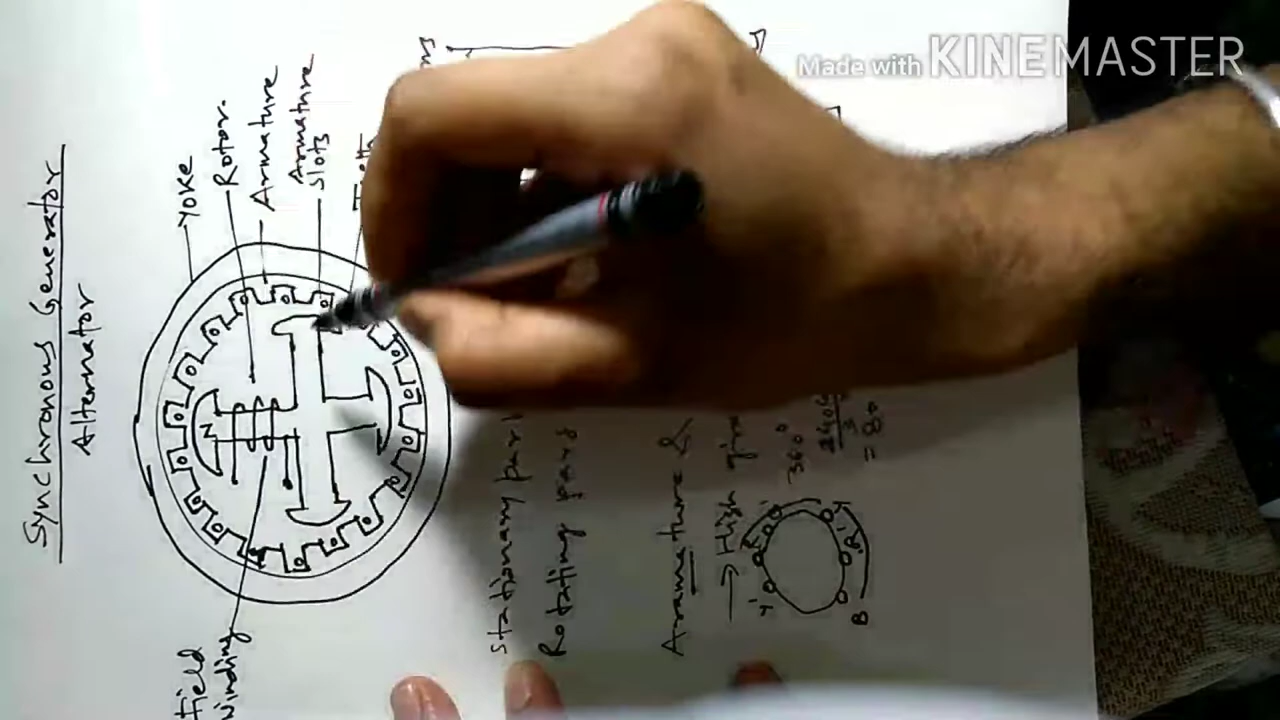 Synchronous Generator
Alternator
Yoke
Rotor.
Armature
Armature
Slots
N
Field
Winding
Stationary part
Rotating part
Armature &
→ High
360°
= 80
Y'
B
Made with KINEMASTER